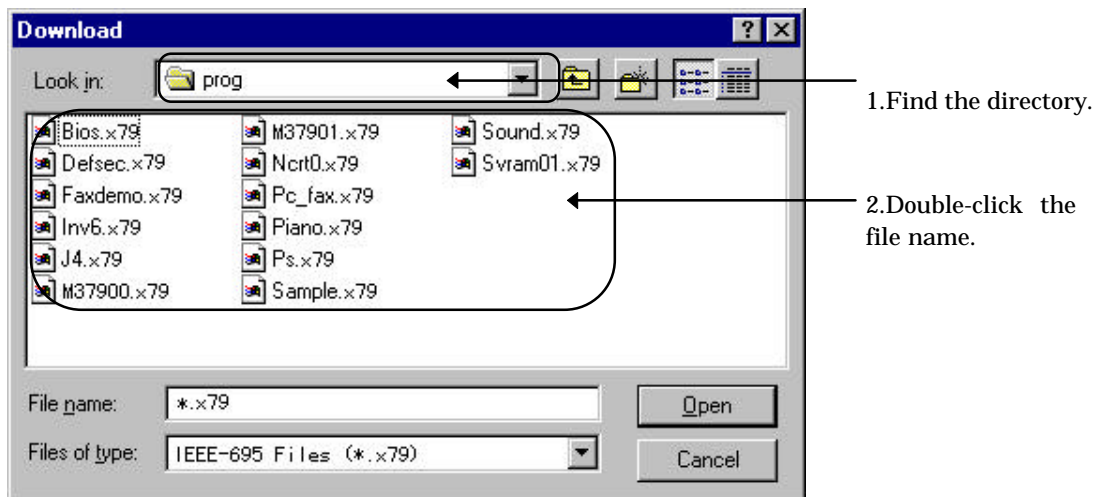 Download
Look in:
prog
1.Find the directory.
Bios.x79
Defsec.x79
Faxdemo.x79
Inv6.x79
J4.x79
M37900.x79
M37901.x79
Ncrt0.x79
Pc_fax.x79
Piano.x79
Ps.x79
Sample.x79
Sound.x79
Svram01.x79
2.Double-click the
file name.
File name:
*.x79
Open
Files of type:
IEEE-695 Files (*.x79)
Cancel